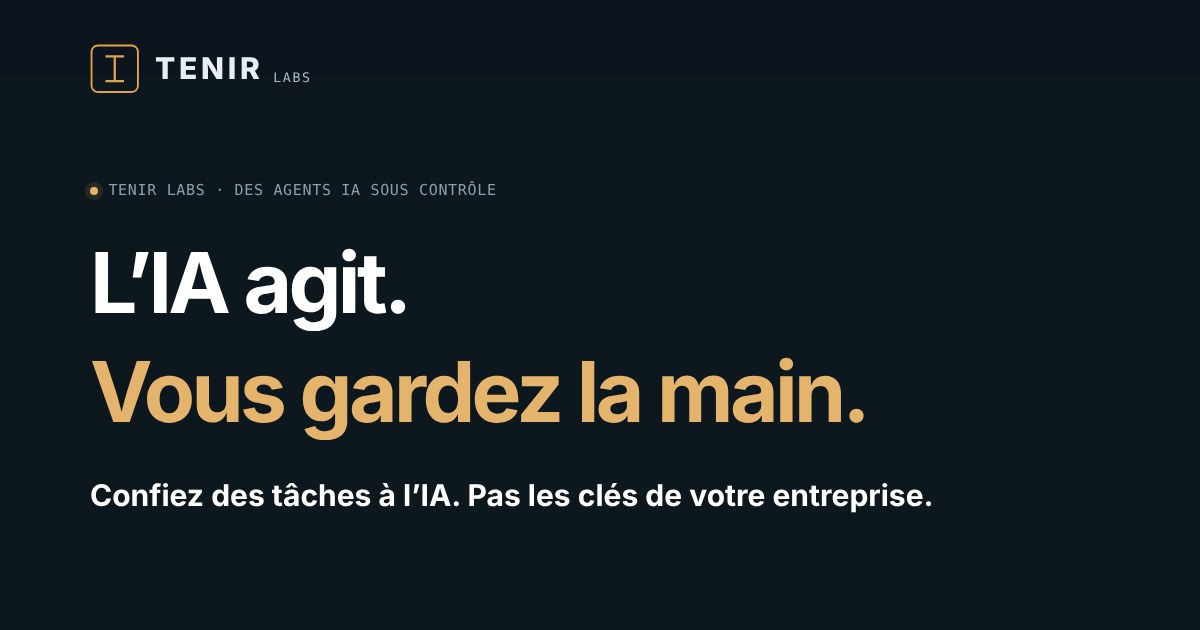 TENIR LABS
TENIR LABS · DES AGENTS IA SOUS CONTRÔLE
L’IA agit.
Vous gardez la main.
Confiez des tâches à l’IA. Pas les clés de votre entreprise.